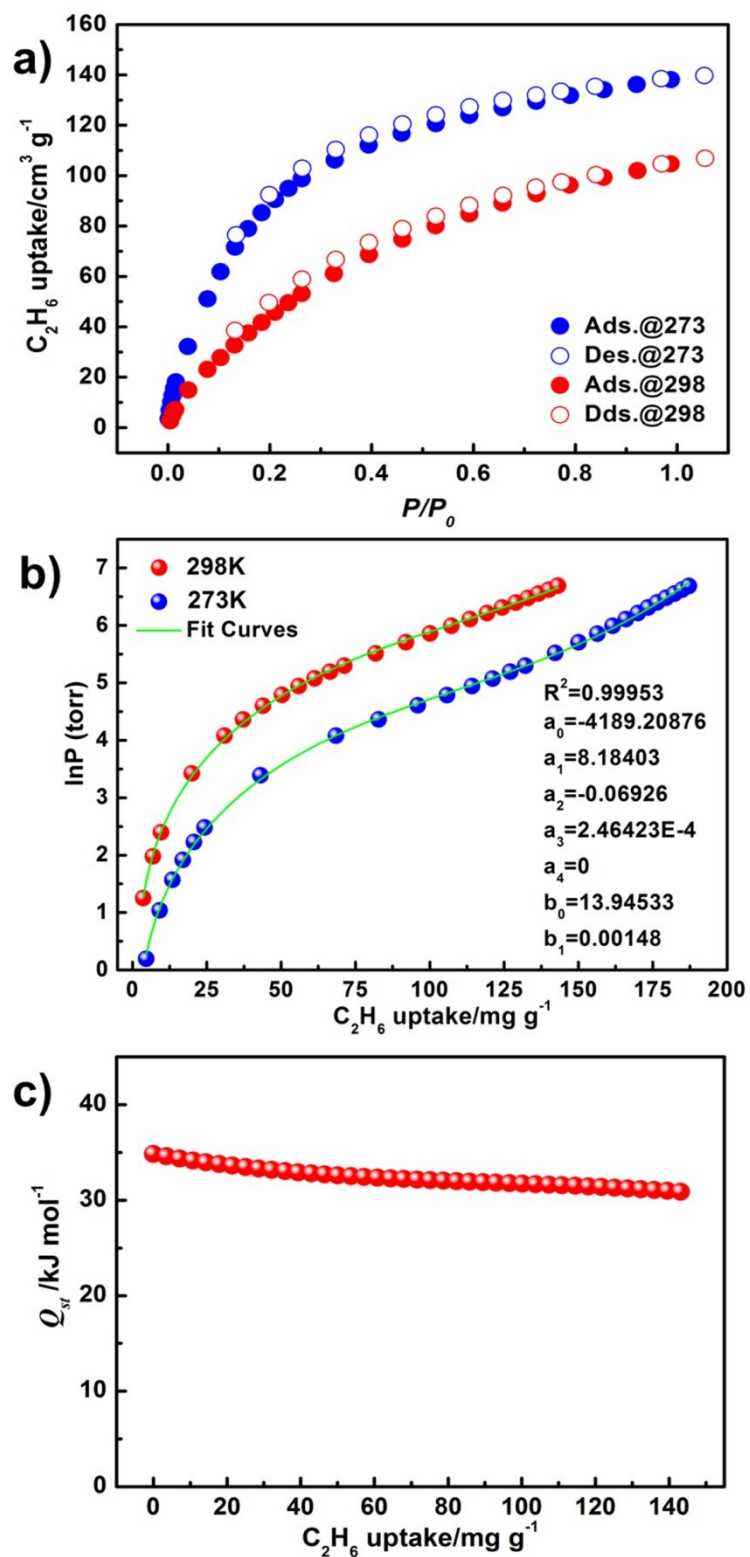 a)
160
140
120
100
80
60
40
20
0
C₂H₆ uptake/cm³ g⁻¹
Ads.@273
Des.@273
Ads.@298
Dds.@298
0.0 0.2 0.4 0.6 0.8 1.0
P/P₀
b)
7
6
5
4
3
2
1
0
lnP (torr)
298K
273K
Fit Curves
R²=0.99953
a₀=-4189.20876
a₁=8.18403
a₂=-0.06926
a₃=2.46423E-4
a₄=0
b₀=13.94533
b₁=0.00148
0 25 50 75 100 125 150 175 200
C₂H₆ uptake/mg g⁻¹
c)
40
30
20
10
0
Qst /kJ mol⁻¹
0 20 40 60 80 100 120 140
C₂H₆ uptake/mg g⁻¹